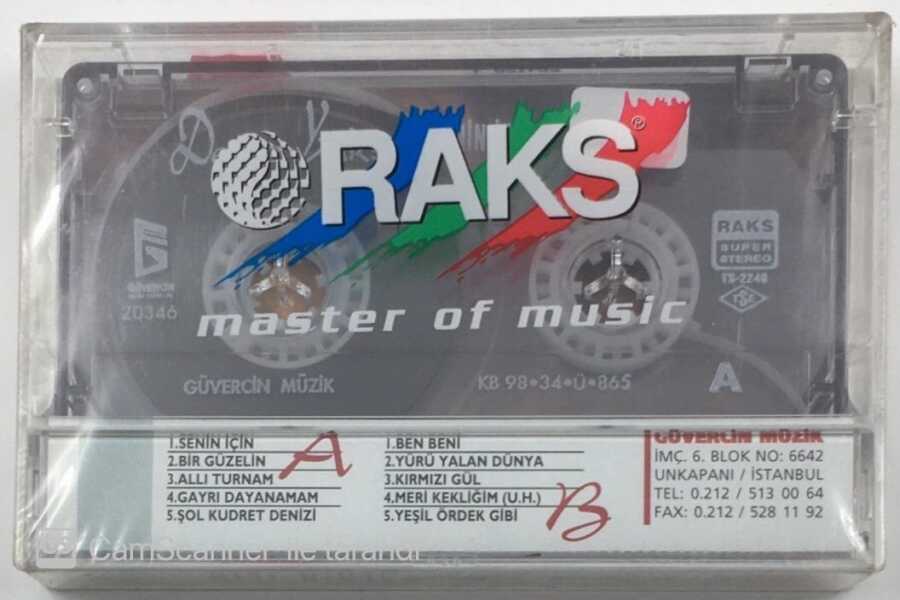 D Y
RAKS
®
RAKS
SUPER
STEREO
TS-2240
TSE
GÜVERCİN
Z0346
master of music
GÜVERCİN MÜZİK
KB 98•34•Ü•865
A
1.SENİN İÇİN
2.BİR GÜZELİN
3.ALLI TURNAM
4.GAYRI DAYANAMAM
5.ŞOL KUDRET DENİZİ
A
1.BEN BENİ
2.YÜRÜ YALAN DÜNYA
3.KIRMIZI GÜL
4.MERİ KEKLİĞİM (U.H.)
5.YEŞİL ÖRDEK GİBİ
B
GÜVERCİN MÜZİK
İMÇ. 6. BLOK NO: 6642
UNKAPANI / İSTANBUL
TEL: 0.212 / 513 00 64
FAX: 0.212 / 528 11 92
CS CamScanner ile tarandı